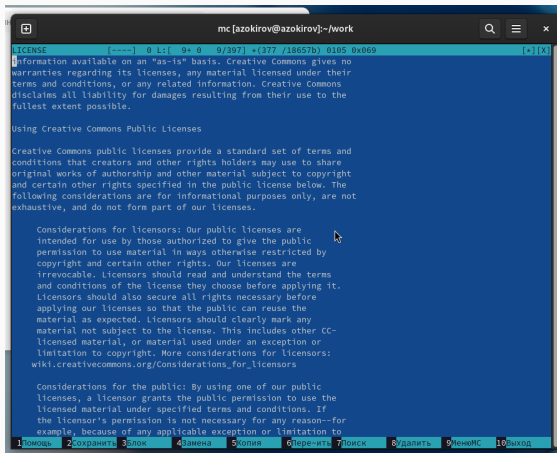 mc [azokirov@azokirov]:~/work
LICENSE [----] 0 L:[ 9+ 0 9/397] *(377 /18657b) 0105 0x069 [*][X]
information available on an "as-is" basis. Creative Commons gives no
warranties regarding its licenses, any material licensed under their
terms and conditions, or any related information. Creative Commons
disclaims all liability for damages resulting from their use to the
fullest extent possible.
Using Creative Commons Public Licenses
Creative Commons public licenses provide a standard set of terms and
conditions that creators and other rights holders may use to share
original works of authorship and other material subject to copyright
and certain other rights specified in the public license below. The
following considerations are for informational purposes only, are not
exhaustive, and do not form part of our licenses.
Considerations for licensors: Our public licenses are
intended for use by those authorized to give the public
permission to use material in ways otherwise restricted by
copyright and certain other rights. Our licenses are
irrevocable. Licensors should read and understand the terms
and conditions of the license they choose before applying it.
Licensors should also secure all rights necessary before
applying our licenses so that the public can reuse the
material as expected. Licensors should clearly mark any
material not subject to the license. This includes other CC-
licensed material, or material used under an exception or
limitation to copyright. More considerations for licensors:
wiki.creativecommons.org/Considerations_for_licensors
Considerations for the public: By using one of our public
licenses, a licensor grants the public permission to use the
licensed material under specified terms and conditions. If
the licensor's permission is not necessary for any reason--for
example, because of any applicable exception or limitation to
1Помощь 2Сохранить 3Блок 4Замена 5Копия 6Пере~ить 7Поиск 8Удалить 9МенюМС 10Выход